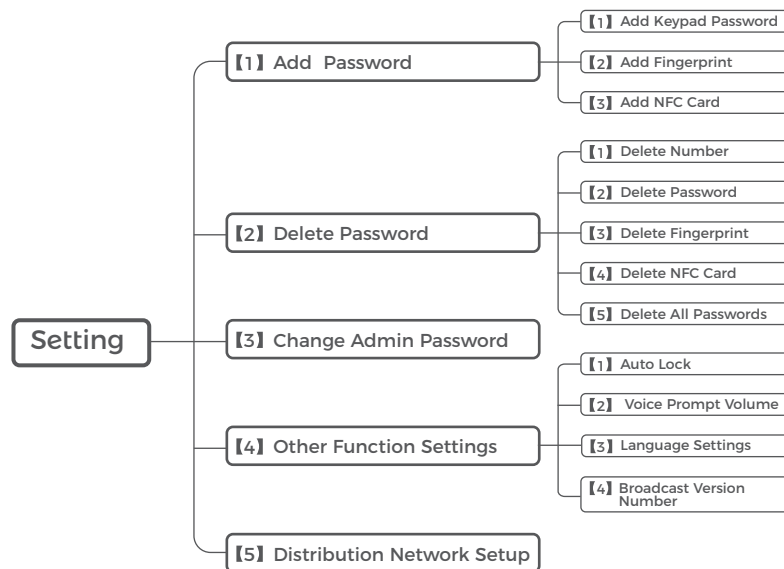 Setting
【1】Add Password
【1】Add Keypad Password
【2】Add Fingerprint
【3】Add NFC Card
【2】Delete Password
【1】Delete Number
【2】Delete Password
【3】Delete Fingerprint
【4】Delete NFC Card
【5】Delete All Passwords
【3】Change Admin Password
【4】Other Function Settings
【1】Auto Lock
【2】Voice Prompt Volume
【3】Language Settings
【4】Broadcast Version
Number
【5】Distribution Network Setup